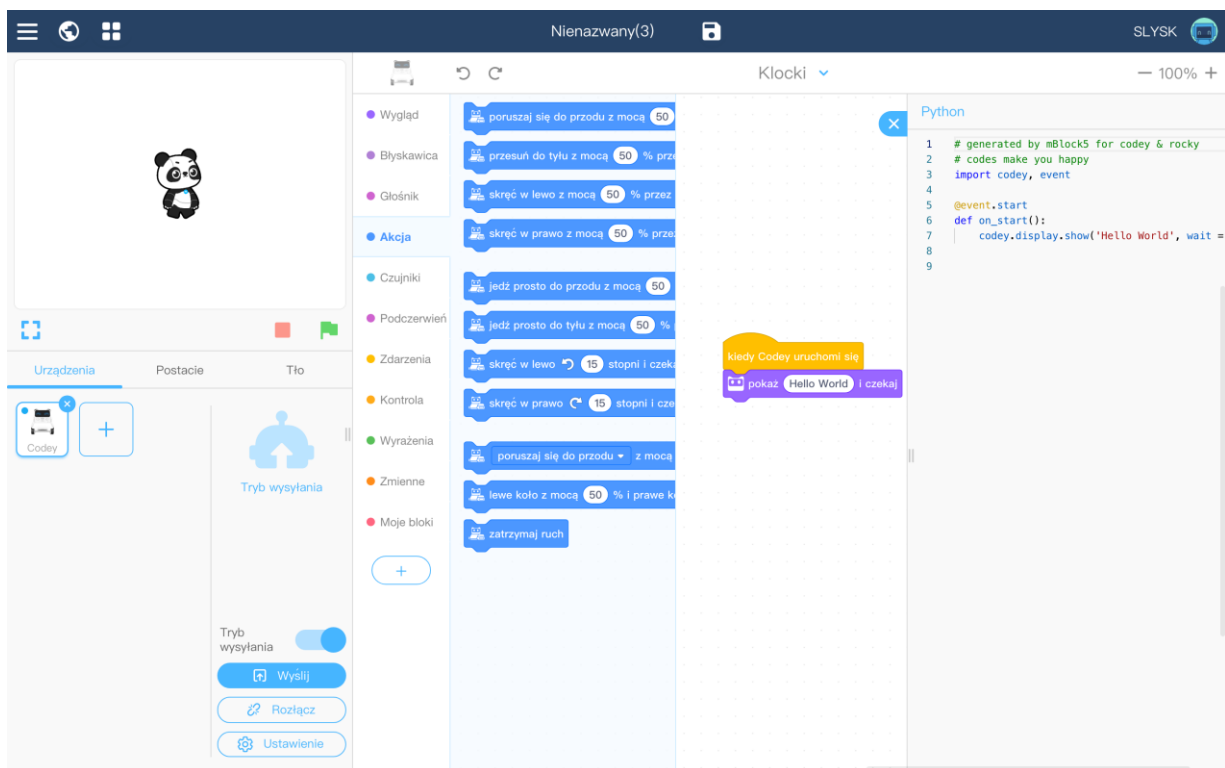 Nienazwany(3)
SLYSK
Klocki
100%
Wygląd
Błyskawica
Głośnik
Akcja
Czujniki
Podczerwień
Zdarzenia
Kontrola
Wyrażenia
Zmienne
Moje bloki
poruszaj się do przodu z mocą 50
przesuń do tyłu z mocą 50 % prze
skręć w lewo z mocą 50 % przez
skręć w prawo z mocą 50 % prze
jedź prosto do przodu z mocą 50
jedź prosto do tyłu z mocą 50 %
skręć w lewo 15 stopni i czeka
skręć w prawo 15 stopni i cze
poruszaj się do przodu z mocą
lewe koło z mocą 50 % i prawe k
zatrzymaj ruch
kiedy Codey uruchomi się
pokaż Hello World i czekaj
Python
1 # generated by mBlock5 for codey & rocky
2 # codes make you happy
3 import codey, event
4
5 @event.start
6 def on_start():
7 codey.display.show('Hello World', wait =
8
9
Urządzenia
Postacie
Tło
Codey
Tryb wysyłania
Tryb
wysyłania
Wyślij
Rozłącz
Ustawienie